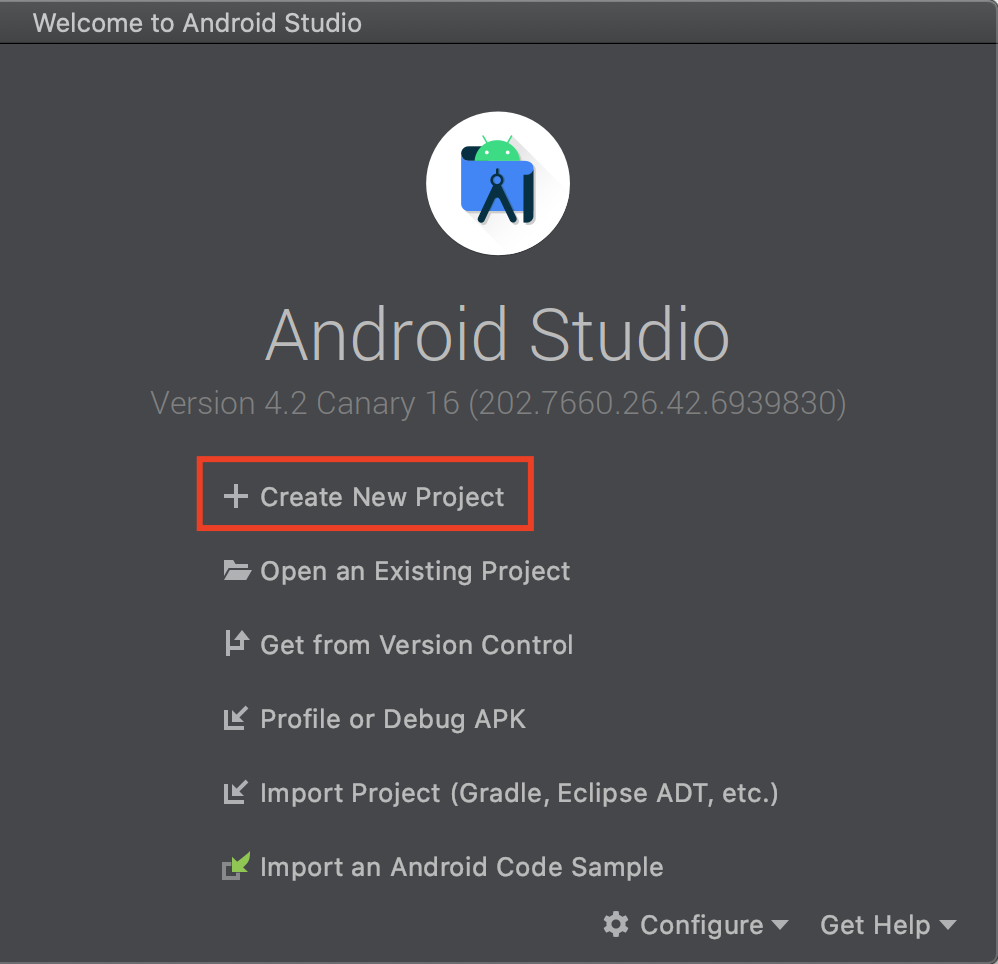 Welcome to Android Studio
Android Studio
Version 4.2 Canary 16 (202.7660.26.42.6939830)
Create New Project
Open an Existing Project
Get from Version Control
Profile or Debug APK
Import Project (Gradle, Eclipse ADT, etc.)
Import an Android Code Sample
Configure Get Help